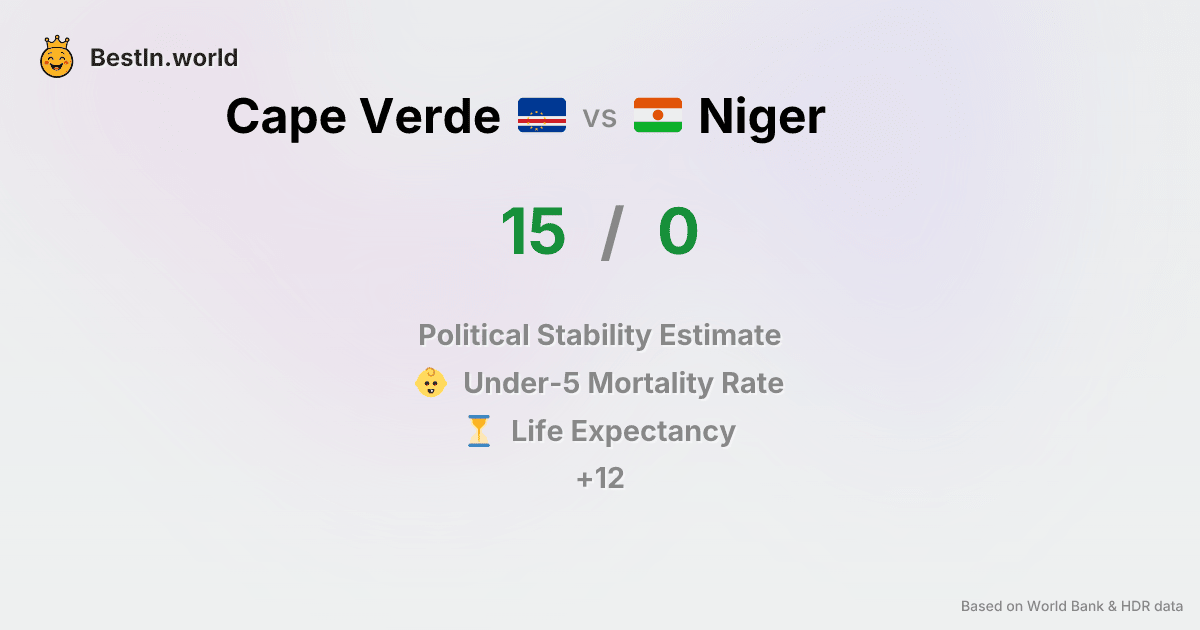 BestIn.world
Cape Verde vs Niger
15 / 0
Political Stability Estimate
Under-5 Mortality Rate
Life Expectancy
+12
Based on World Bank & HDR data